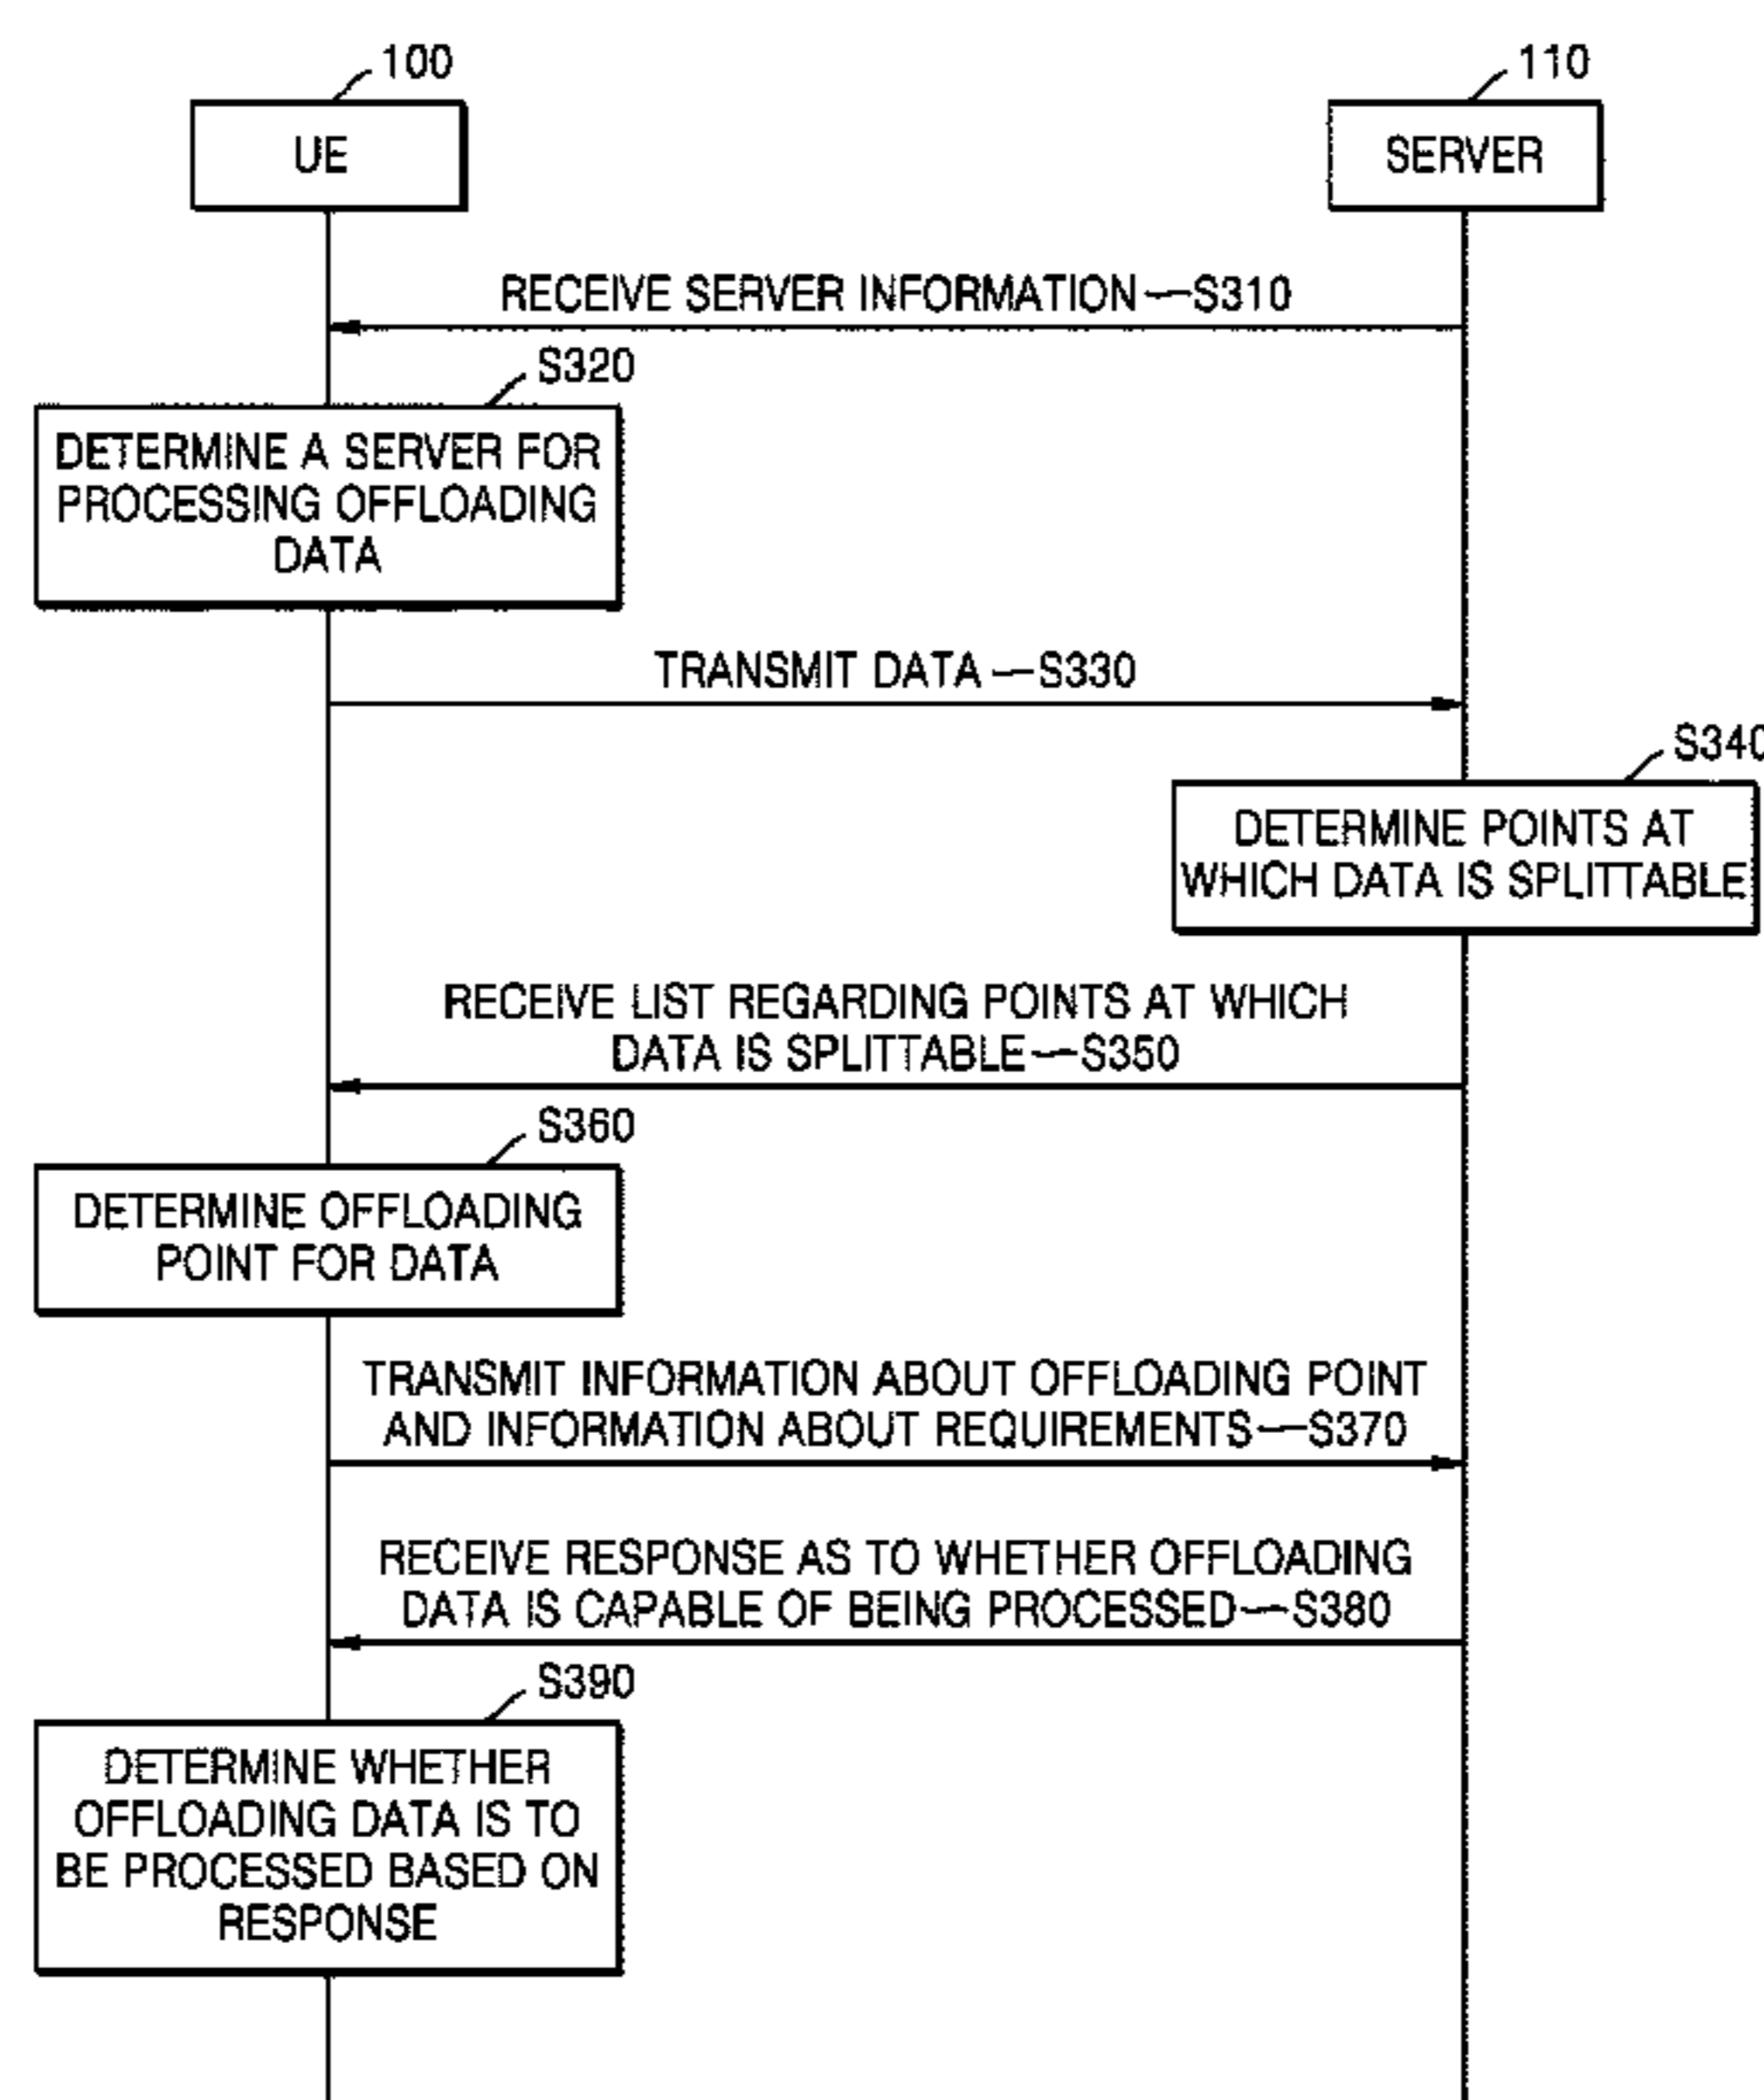 100
110
UE
SERVER
RECEIVE SERVER INFORMATION—S310
S320
DETERMINE A SERVER FOR
PROCESSING OFFLOADING
DATA
TRANSMIT DATA—S330
S340
DETERMINE POINTS AT
WHICH DATA IS SPLITTABLE
RECEIVE LIST REGARDING POINTS AT WHICH
DATA IS SPLITTABLE—S350
S360
DETERMINE OFFLOADING
POINT FOR DATA
TRANSMIT INFORMATION ABOUT OFFLOADING POINT
AND INFORMATION ABOUT REQUIREMENTS—S370
RECEIVE RESPONSE AS TO WHETHER OFFLOADING
DATA IS CAPABLE OF BEING PROCESSED—S380
S390
DETERMINE WHETHER
OFFLOADING DATA IS TO
BE PROCESSED BASED ON
RESPONSE